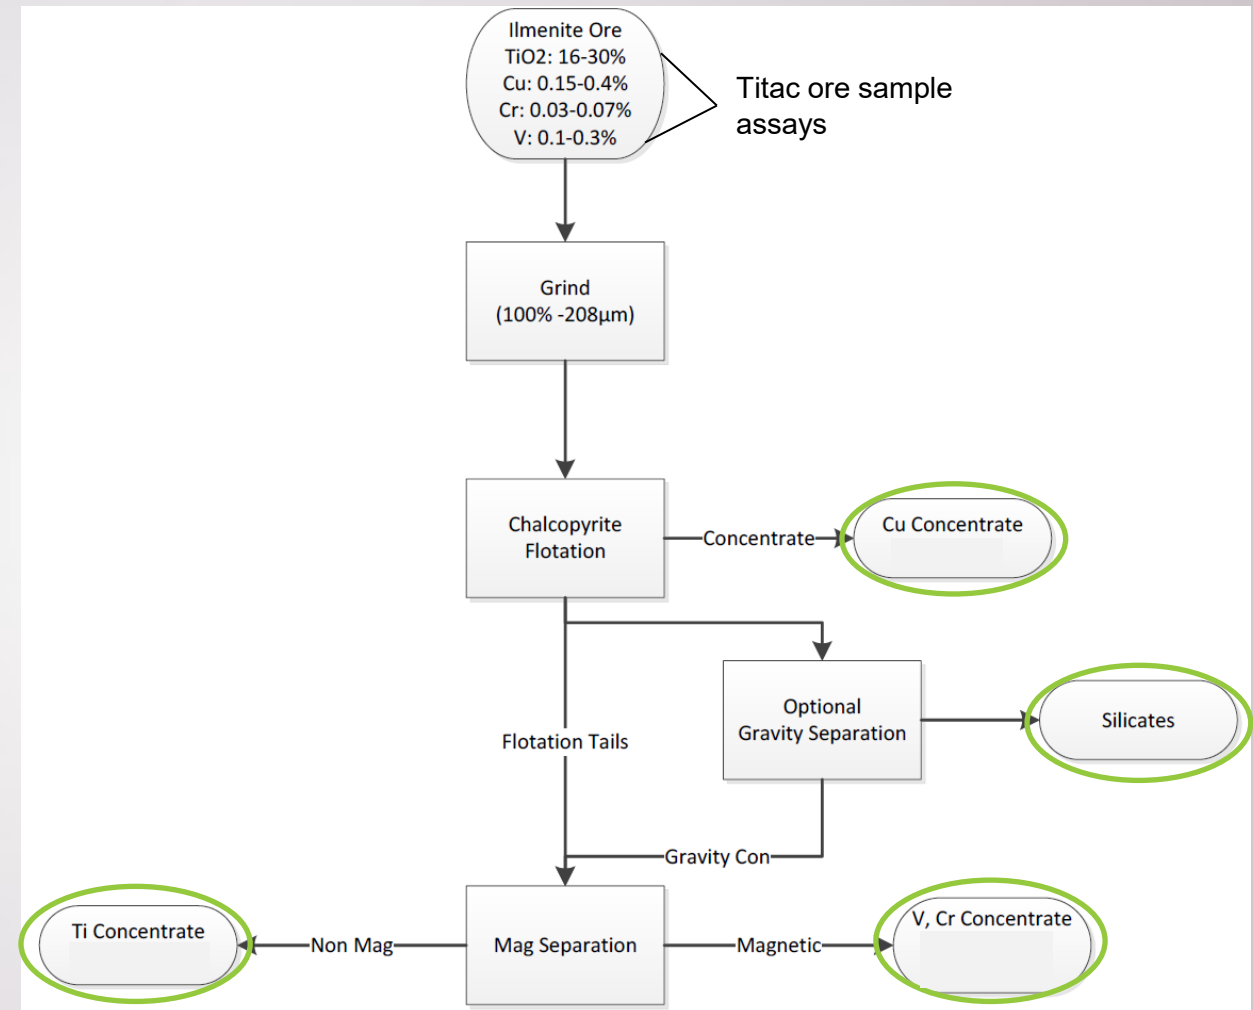 Ilmenite Ore
TiO2: 16-30%
Cu: 0.15-0.4%
Cr: 0.03-0.07%
V: 0.1-0.3%
Titac ore sample
assays
Grind
(100% -208µm)
Chalcopyrite
Flotation
Concentrate
Cu Concentrate
Optional
Gravity Separation
Silicates
Flotation Tails
Gravity Con
Ti Concentrate
Non Mag
Mag Separation
Magnetic
V, Cr Concentrate